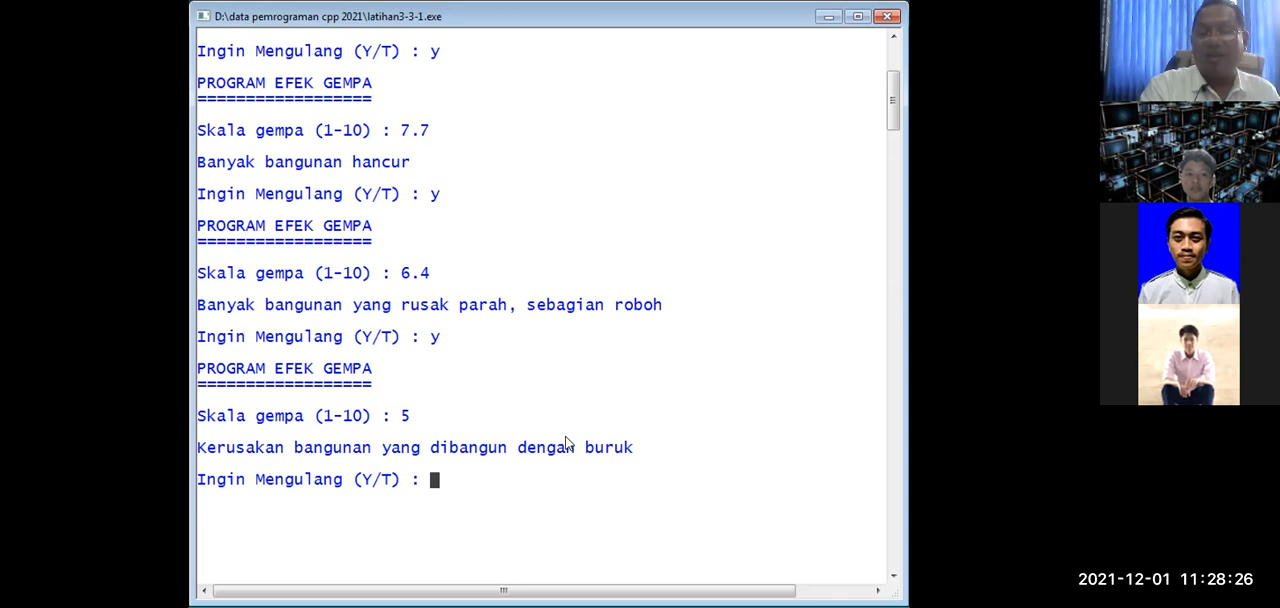 D:\data pemrograman cpp 2021\latihan3-3-1.exe
Ingin Mengulang (Y/T) : y
PROGRAM EFEK GEMPA
==================
Skala gempa (1-10) : 7.7
Banyak bangunan hancur
Ingin Mengulang (Y/T) : y
PROGRAM EFEK GEMPA
==================
Skala gempa (1-10) : 6.4
Banyak bangunan yang rusak parah, sebagian roboh
Ingin Mengulang (Y/T) : y
PROGRAM EFEK GEMPA
==================
Skala gempa (1-10) : 5
Kerusakan bangunan yang dibangun dengan buruk
Ingin Mengulang (Y/T) :
2021-12-01 11:28:26